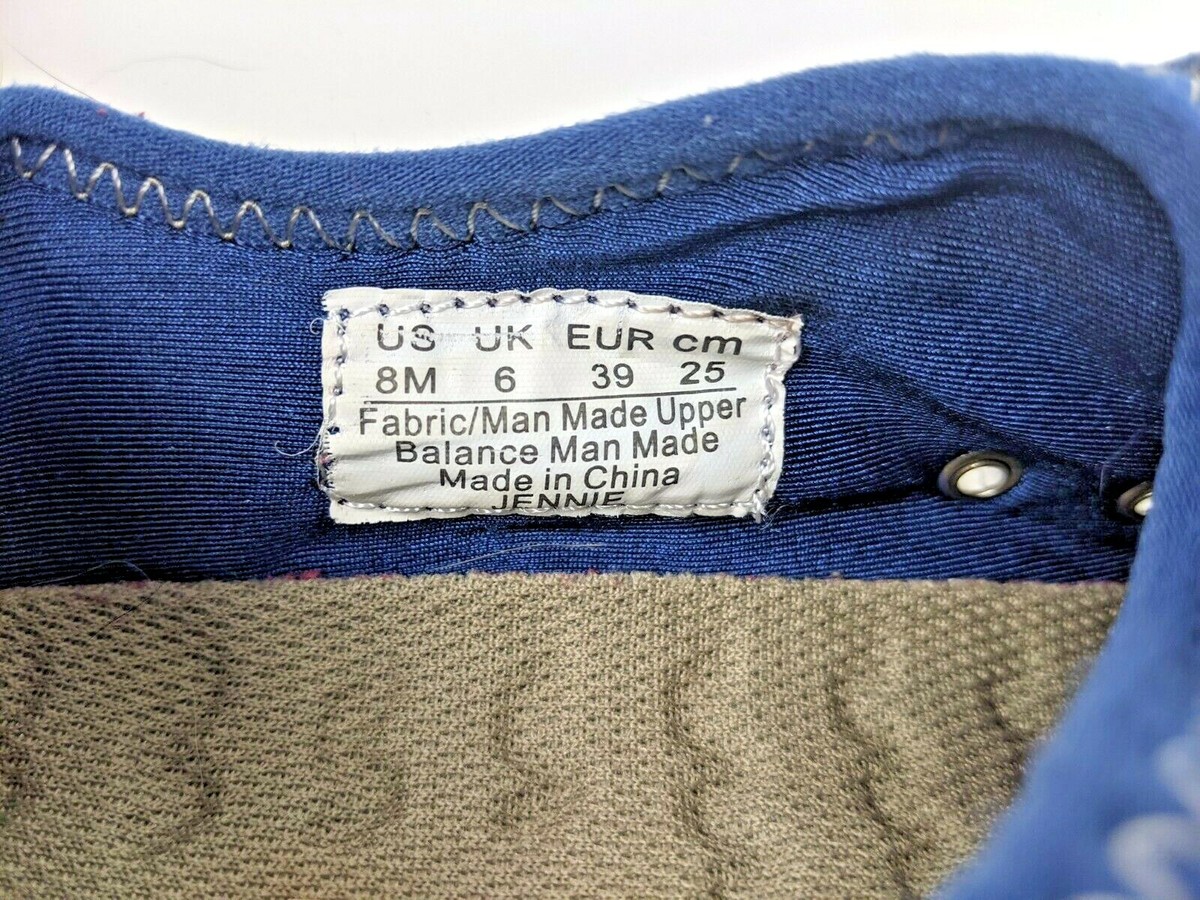 US UK EUR cm
8M 6 39 25
Fabric/Man Made Upper
Balance Man Made
Made in China
JENNIE